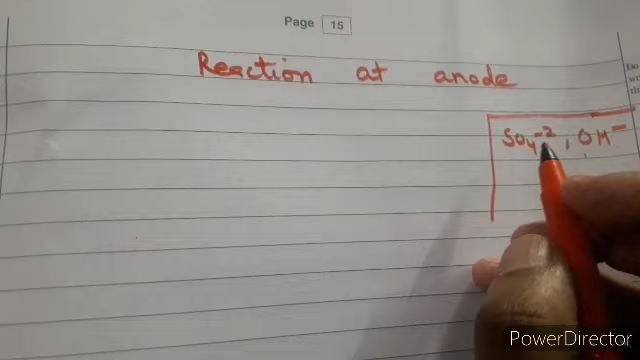 Page 15
Reaction at anode
SO₄⁻², OH⁻
PowerDirector